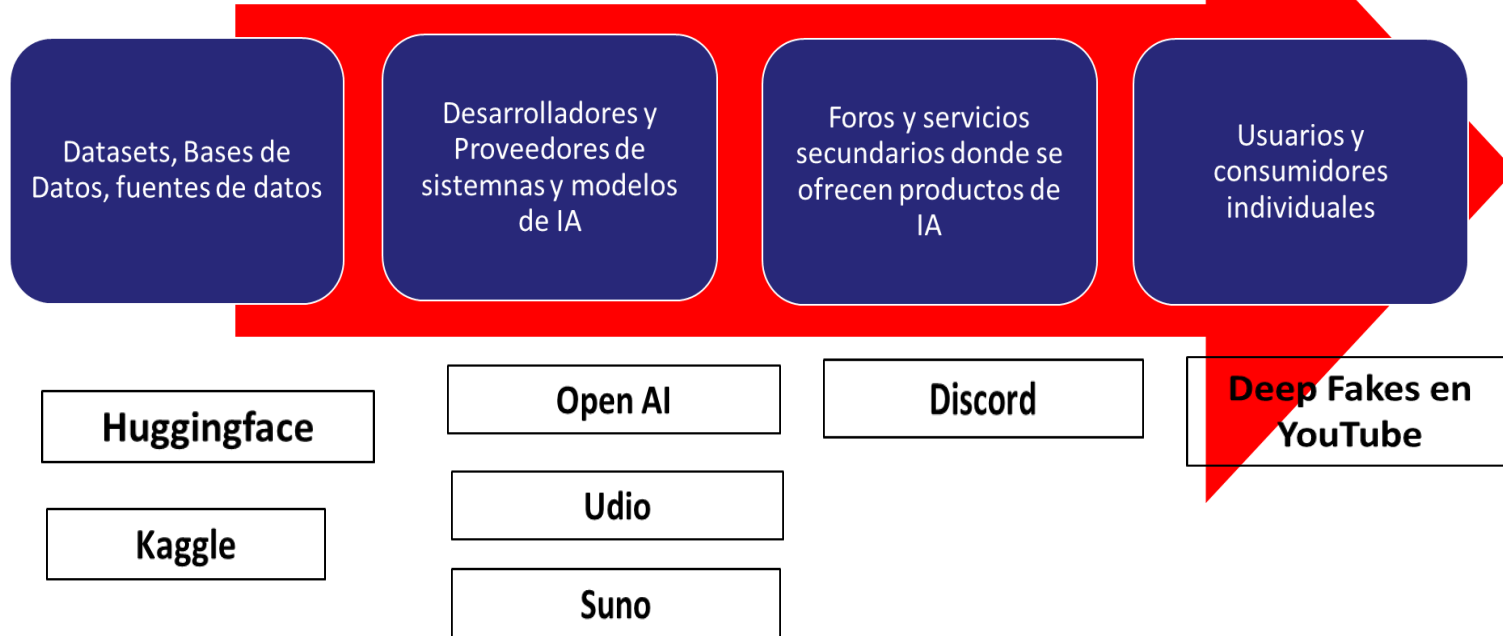 Datasets, Bases de
Datos, fuentes de datos
Desarrolladores y
Proveedores de
sistemnas y modelos
de IA
Foros y servicios
secundarios donde se
ofrecen productos de
IA
Usuarios y
consumidores
individuales
Huggingface
Kaggle
Open AI
Udio
Suno
Discord
Deep Fakes en
YouTube